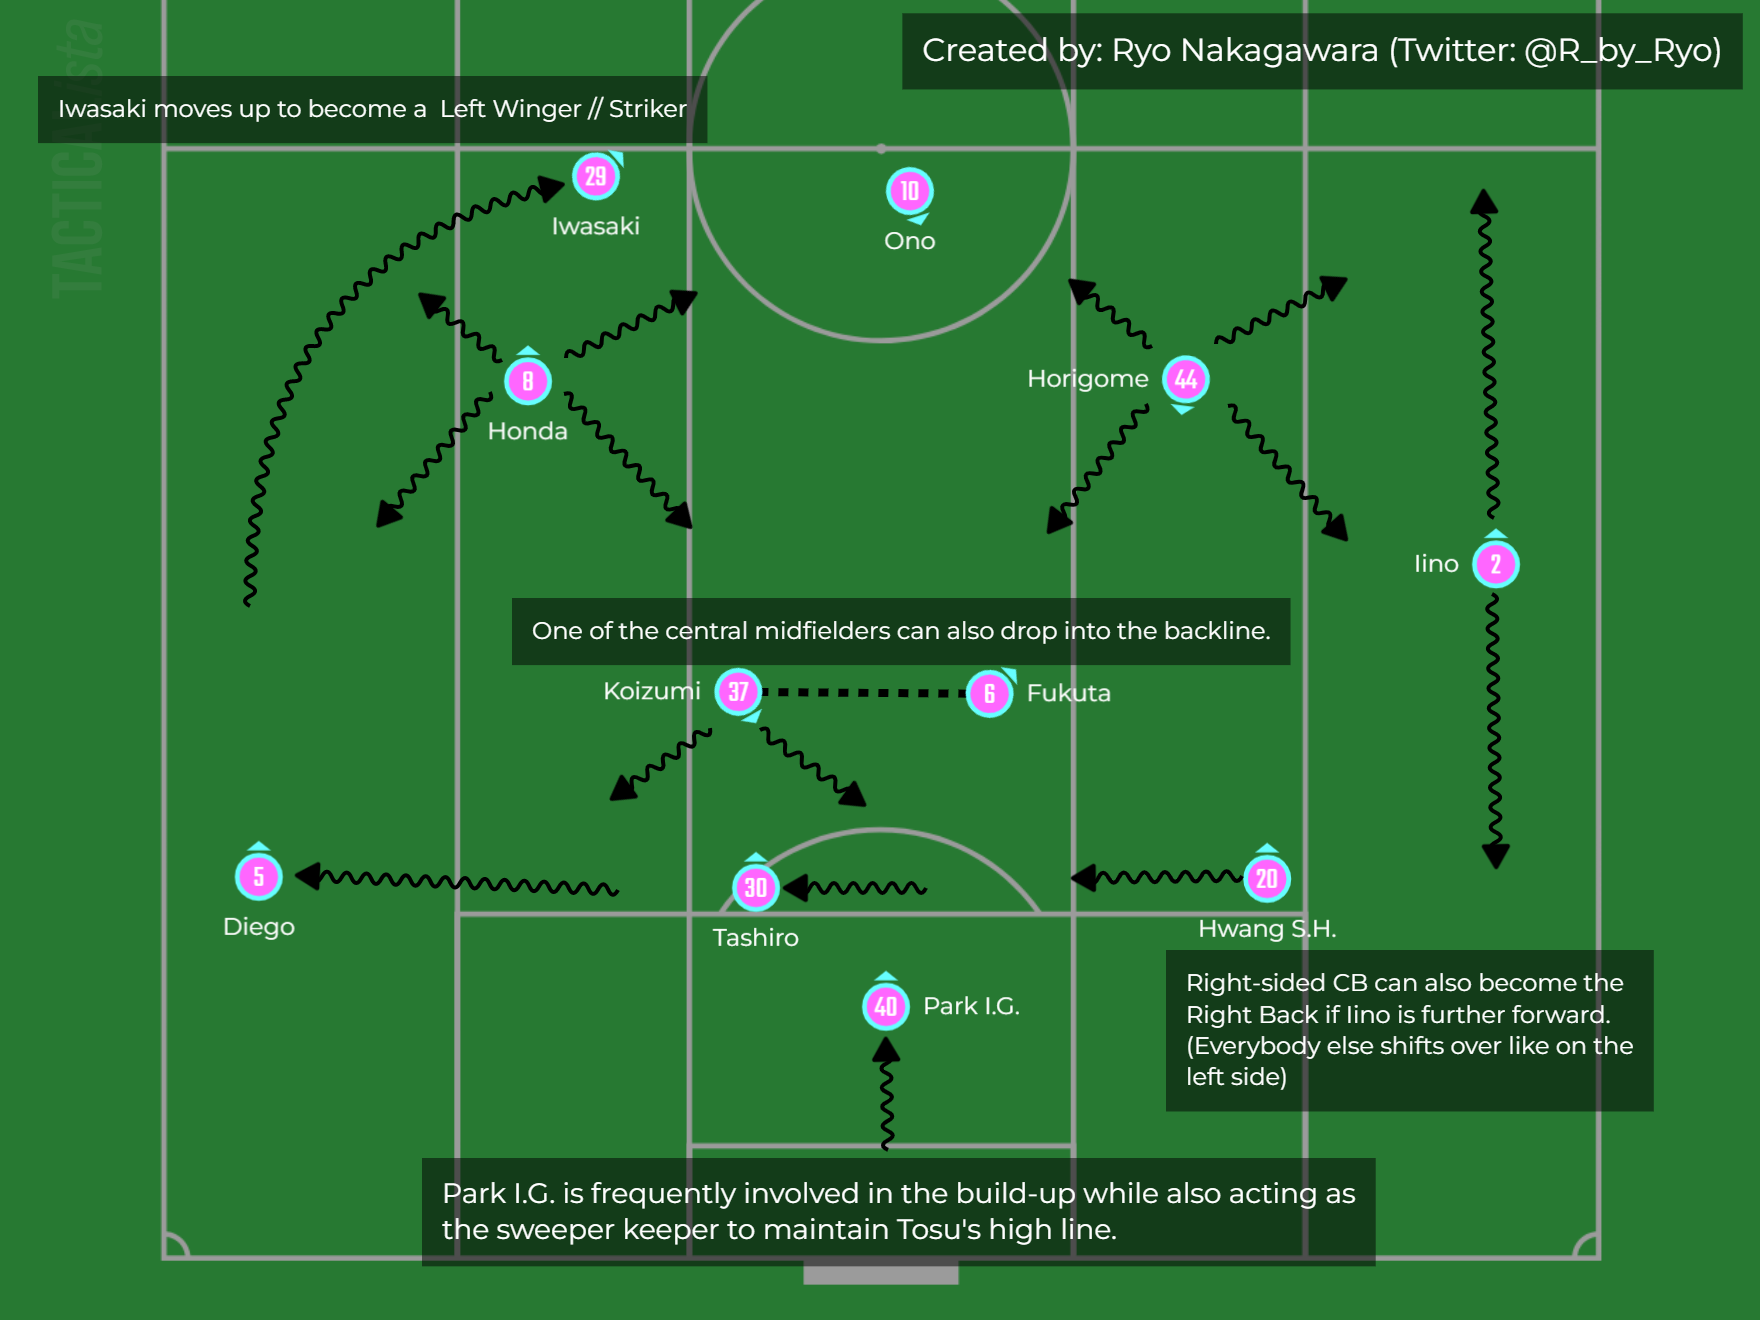 Created by: Ryo Nakagawara (Twitter: @R_by_Ryo)
TACTICAlista
Iwasaki moves up to become a Left Winger // Striker
29
Iwasaki
10
Ono
8
Honda
Horigome
44
Iino
2
One of the central midfielders can also drop into the backline.
Koizumi
37
6
Fukuta
5
Diego
30
Tashiro
20
Hwang S.H.
40
Park I.G.
Right-sided CB can also become the
Right Back if Iino is further forward.
(Everybody else shifts over like on the
left side)
Park I.G. is frequently involved in the build-up while also acting as
the sweeper keeper to maintain Tosu's high line.